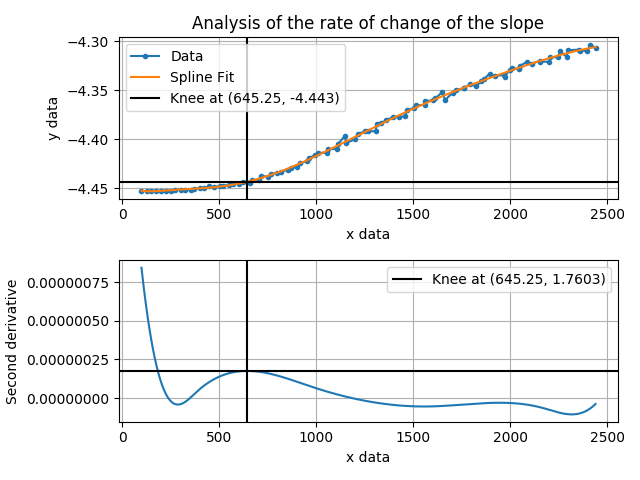 Analysis of the rate of change of the slope
−4.30
−4.35
−4.40
−4.45
y data
Data
Spline Fit
Knee at (645.25, -4.443)
0 500 1000 1500 2000 2500
x data
0.00000075
0.00000050
0.00000025
0.00000000
Second derivative
Knee at (645.25, 1.7603)
0 500 1000 1500 2000 2500
x data